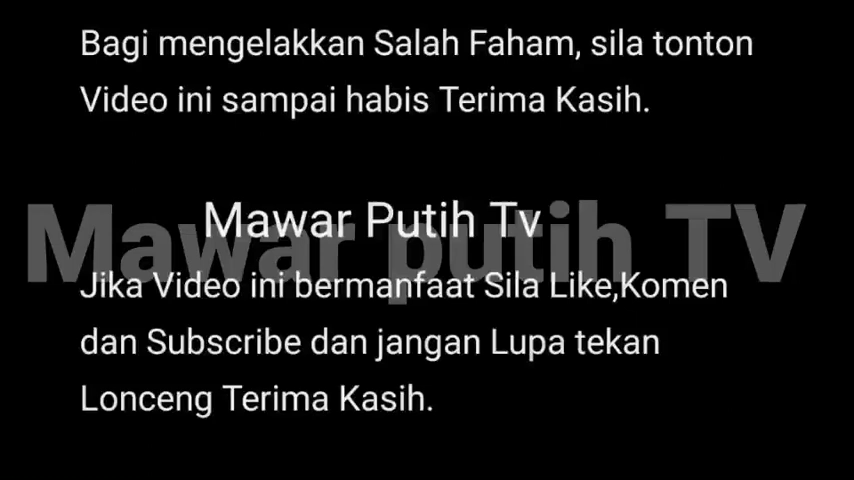 Bagi mengelakkan Salah Faham, sila tonton
Video ini sampai habis Terima Kasih.
Mawar Putih Tv
Mawar putih TV
Jika Video ini bermanfaat Sila Like,Komen
dan Subscribe dan jangan Lupa tekan
Lonceng Terima Kasih.